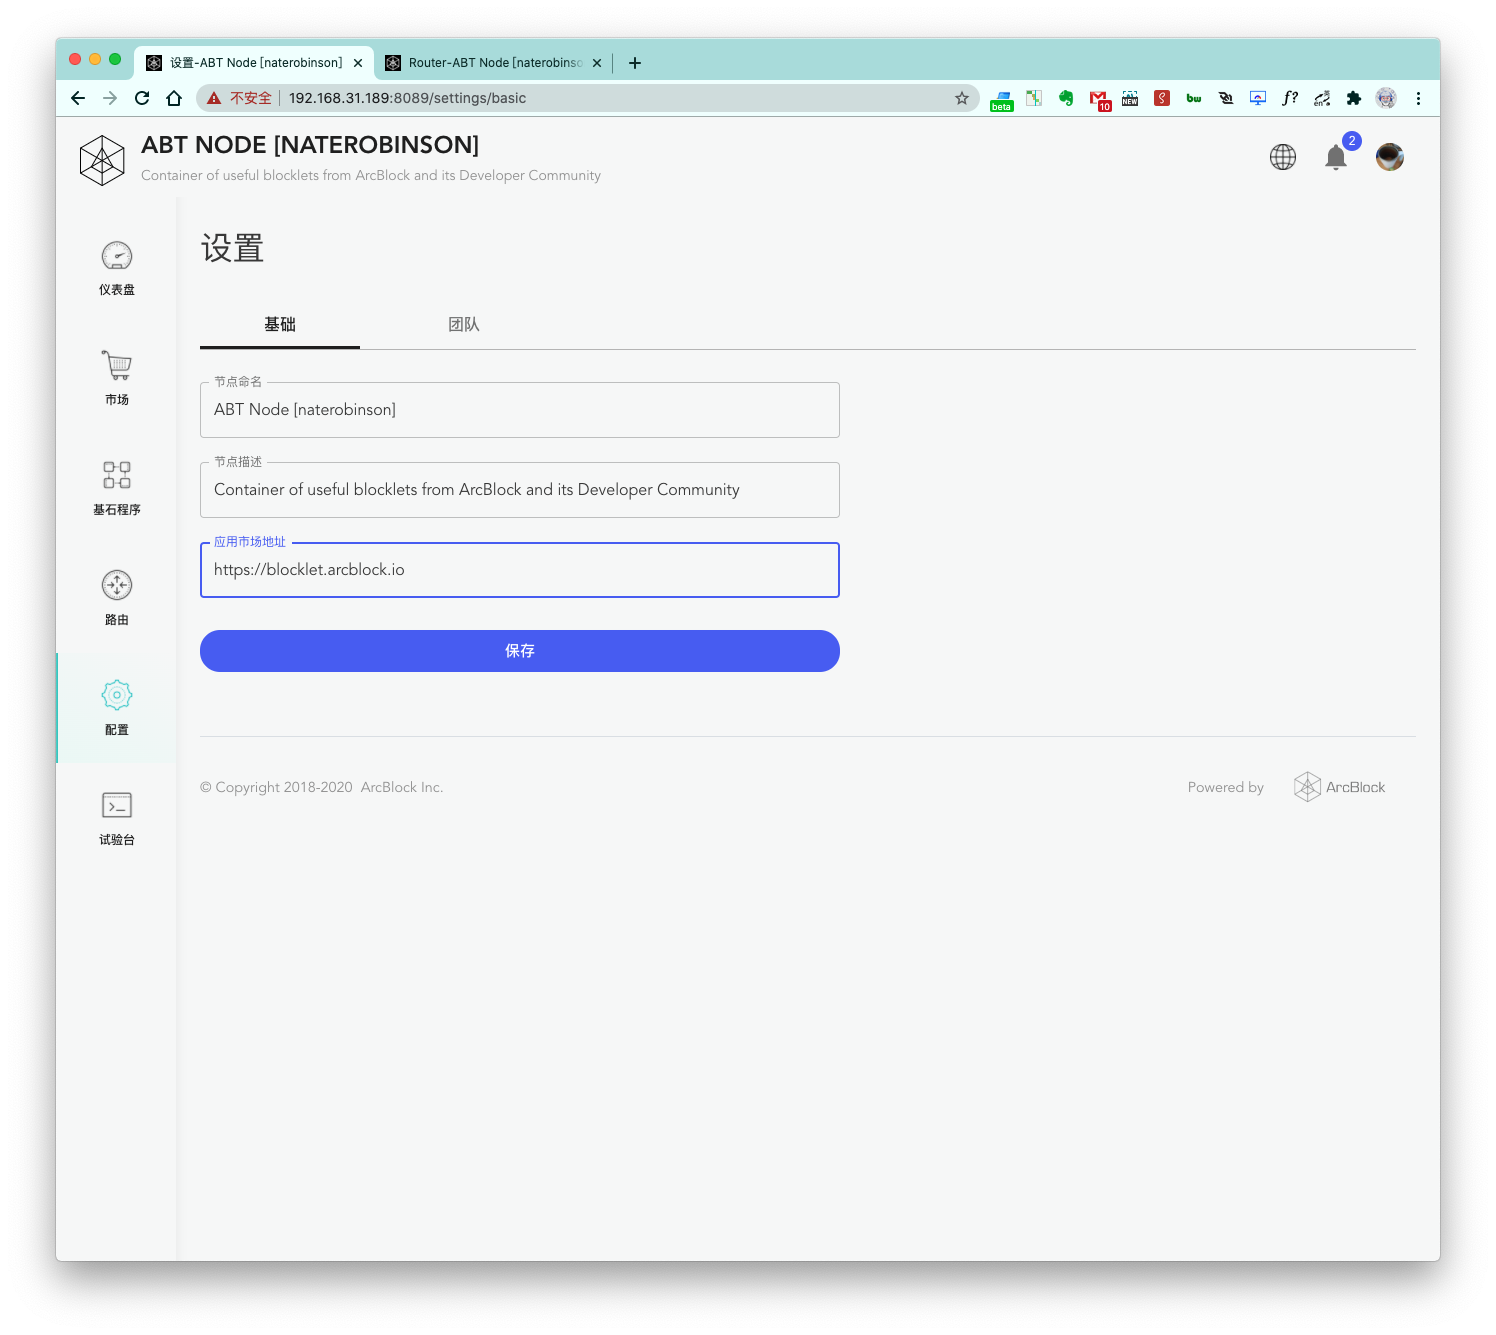 设置-ABT Node [naterobinson]
Router-ABT Node [naterobinso
不安全
192.168.31.189:8089/settings/basic
beta
10
NEW
bw
f?
en 英
ABT NODE [NATEROBINSON]
Container of useful blocklets from ArcBlock and its Developer Community
2
仪表盘
市场
基石程序
路由
配置
试验台
设置
基础
团队
节点命名
ABT Node [naterobinson]
节点描述
Container of useful blocklets from ArcBlock and its Developer Community
应用市场地址
https://blocklet.arcblock.io
保存
© Copyright 2018-2020 ArcBlock Inc.
Powered by
ArcBlock